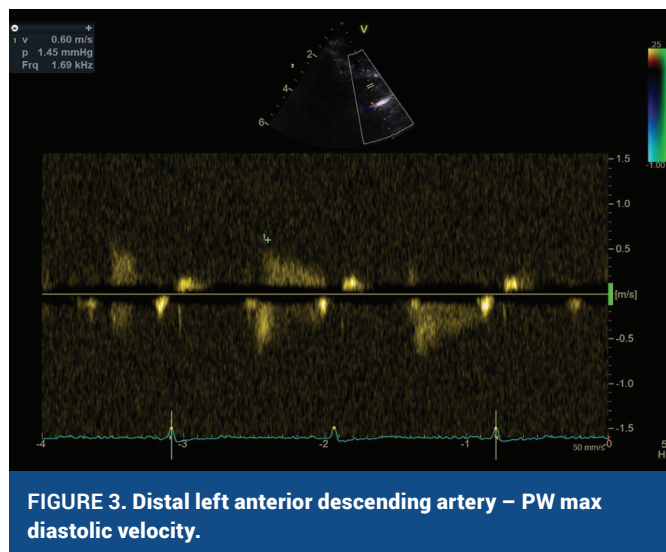 1 v 0.60 m/s
p 1.45 mmHg
Frq 1.69 kHz
V
2
4
6
.25
-1.00
1.5
1.0
0.5
[m/s]
-0.5
-1.0
-1.5
-4 -3 -2 -1 -0
50 mm/s
FIGURE 3. Distal left anterior descending artery – PW max
diastolic velocity.